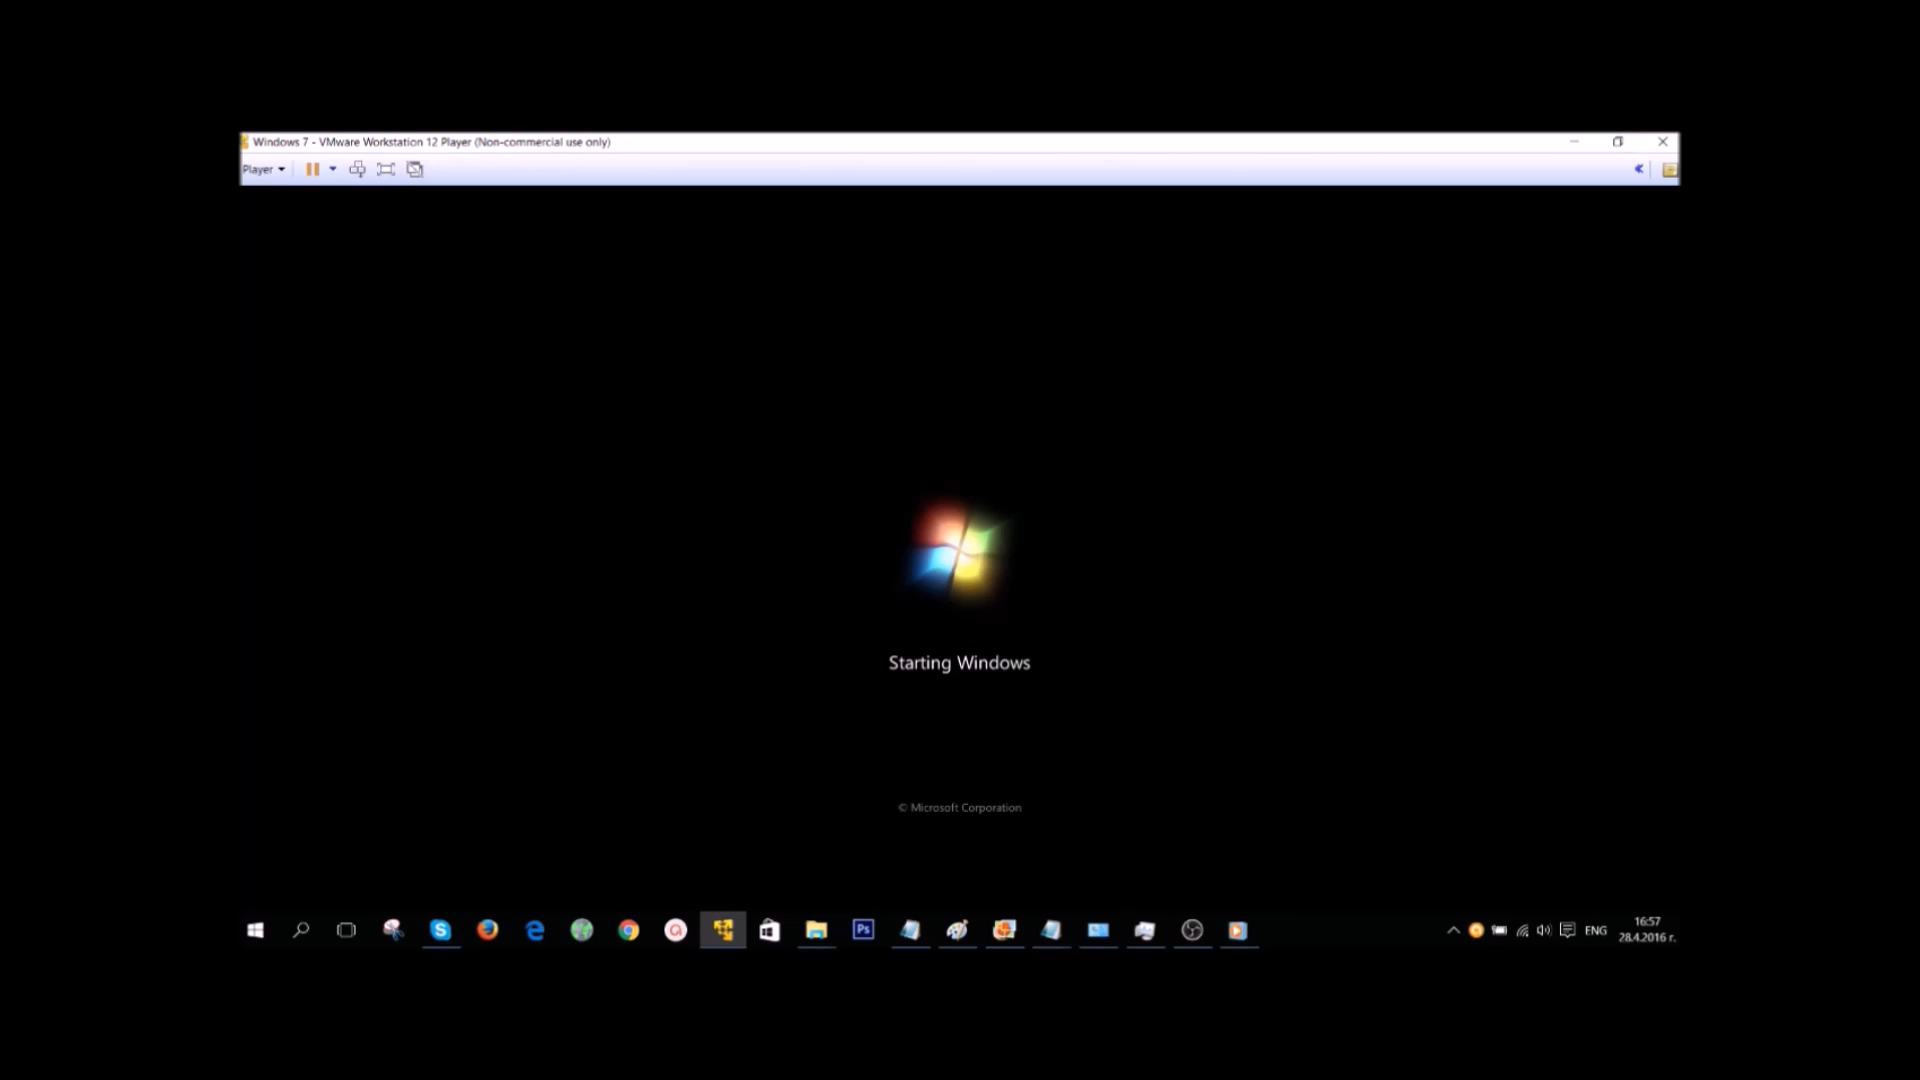 Windows 7 - VMware Workstation 12 Player (Non-commercial use only)
Player
Starting Windows
© Microsoft Corporation
S
Ps
ENG
16:57
28.4.2016 г.